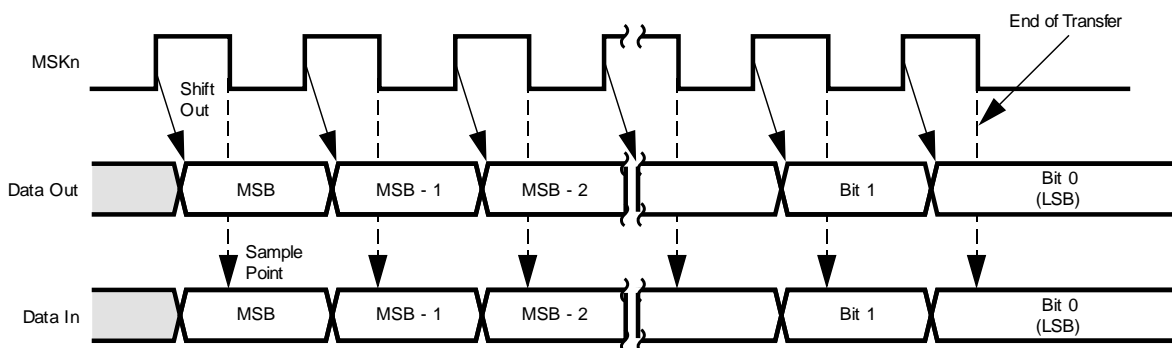 End of Transfer
MSKn
Shift
Out
Data Out
MSB
MSB - 1
MSB - 2
Bit 1
Bit 0
(LSB)
Sample
Point
Data In
MSB
MSB - 1
MSB - 2
Bit 1
Bit 0
(LSB)